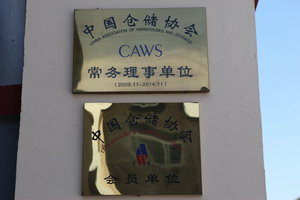 中国仓储协会
CHINA ASSOCIATION OF WAREHOUSES AND STORAGE
CAWS
常务理事单位
(2009.11-2014.11)
中国仓储协会
会员单位